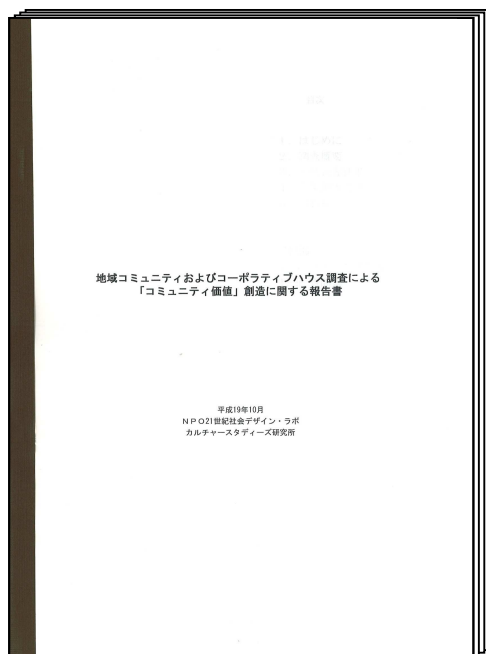 地域コミュニティおよびコーポラティブハウス調査による
「コミュニティ価値」創造に関する報告書
平成19年10月
ＮＰＯ21世紀社会デザイン・ラボ
カルチャースタディーズ研究所